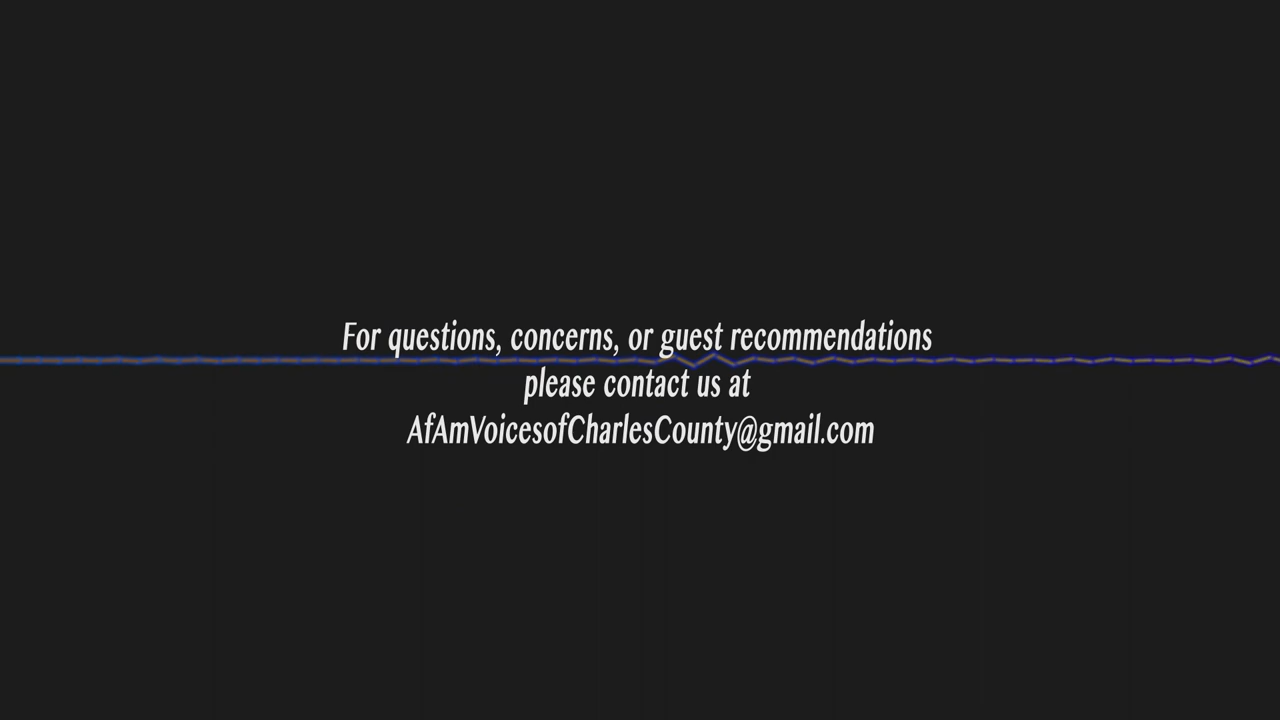 For questions, concerns, or guest recommendations
please contact us at
AfAmVoicesofCharlesCounty@gmail.com